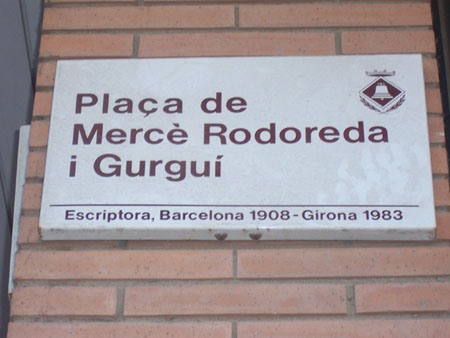 Plaça de
Mercè Rodoreda
i Gurguí
Escriptora, Barcelona 1908-Girona 1983